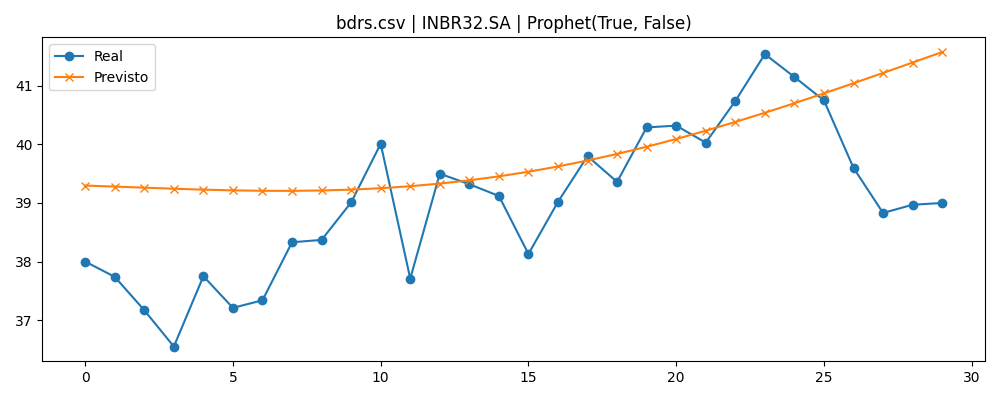 bdrs.csv | INBR32.SA | Prophet(True, False)
Real
Previsto
41
40
39
38
37
0 5 10 15 20 25 30